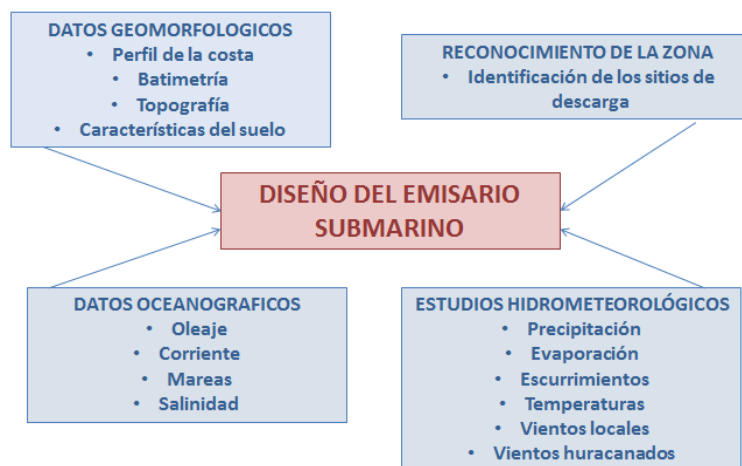 DATOS GEOMORFOLOGICOS
• Perfil de la costa
• Batimetría
• Topografía
• Características del suelo
RECONOCIMIENTO DE LA ZONA
• Identificación de los sitios de
descarga
DISEÑO DEL EMISARIO
SUBMARINO
DATOS OCEANOGRAFICOS
• Oleaje
• Corriente
• Mareas
• Salinidad
ESTUDIOS HIDROMETEOROLÓGICOS
• Precipitación
• Evaporación
• Escurrimientos
• Temperaturas
• Vientos locales
• Vientos huracanados